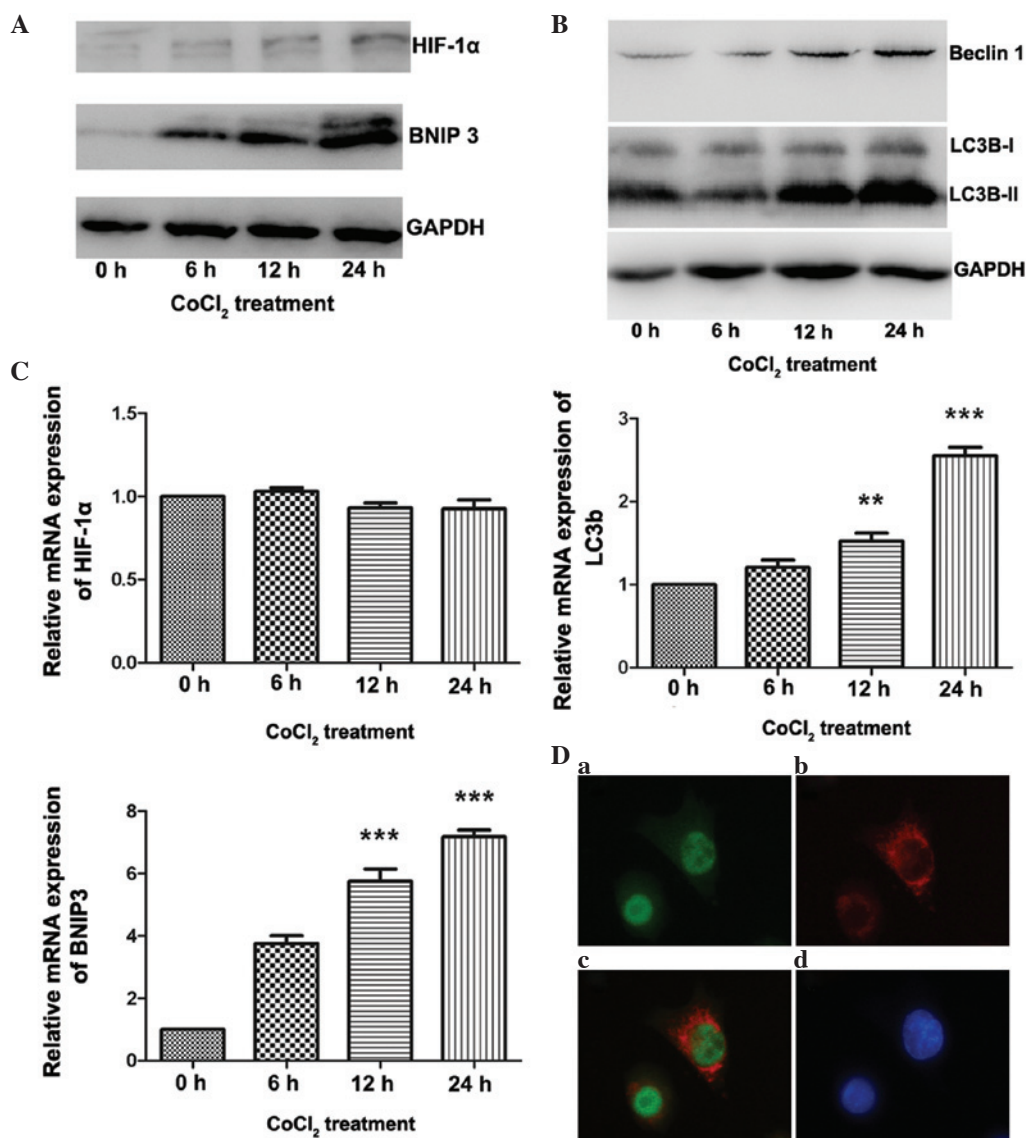 A
HIF-1α
BNIP 3
GAPDH
0 h 6 h 12 h 24 h
CoCl₂ treatment
B
Beclin 1
LC3B-I
LC3B-II
GAPDH
0 h 6 h 12 h 24 h
CoCl₂ treatment
C
Relative mRNA expression
of HIF-1α
1.5
1.0
0.5
0.0
0 h 6 h 12 h 24 h
CoCl₂ treatment
Relative mRNA expression of
LC3b
3
2
1
0
**
***
0 h 6 h 12 h 24 h
CoCl₂ treatment
Relative mRNA expression
of BNIP3
8
6
4
2
0
***
***
0 h 6 h 12 h 24 h
CoCl₂ treatment
D
a
b
c
d